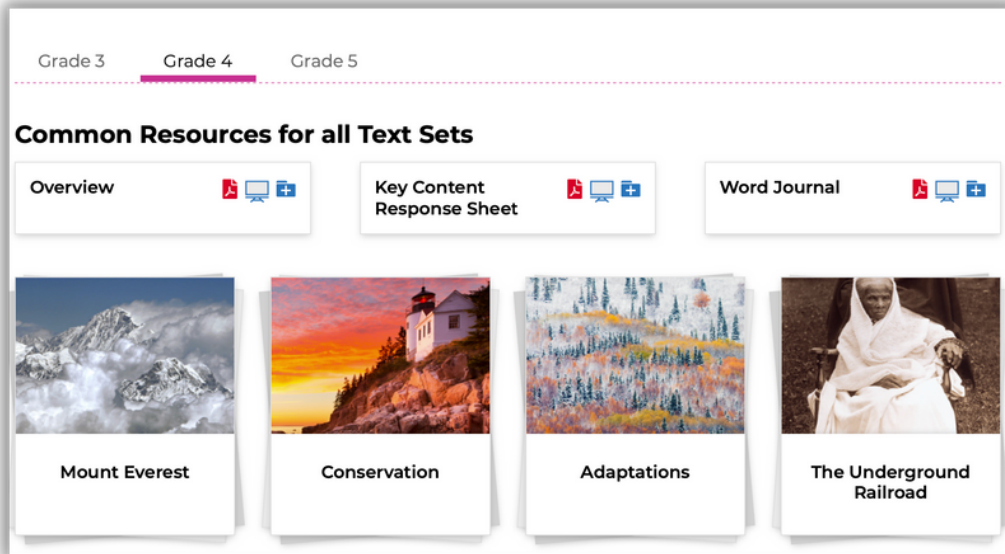 Grade 3 Grade 4 Grade 5
Common Resources for all Text Sets
Overview
Key Content
Response Sheet
Word Journal
Mount Everest
Conservation
Adaptations
The Underground
Railroad